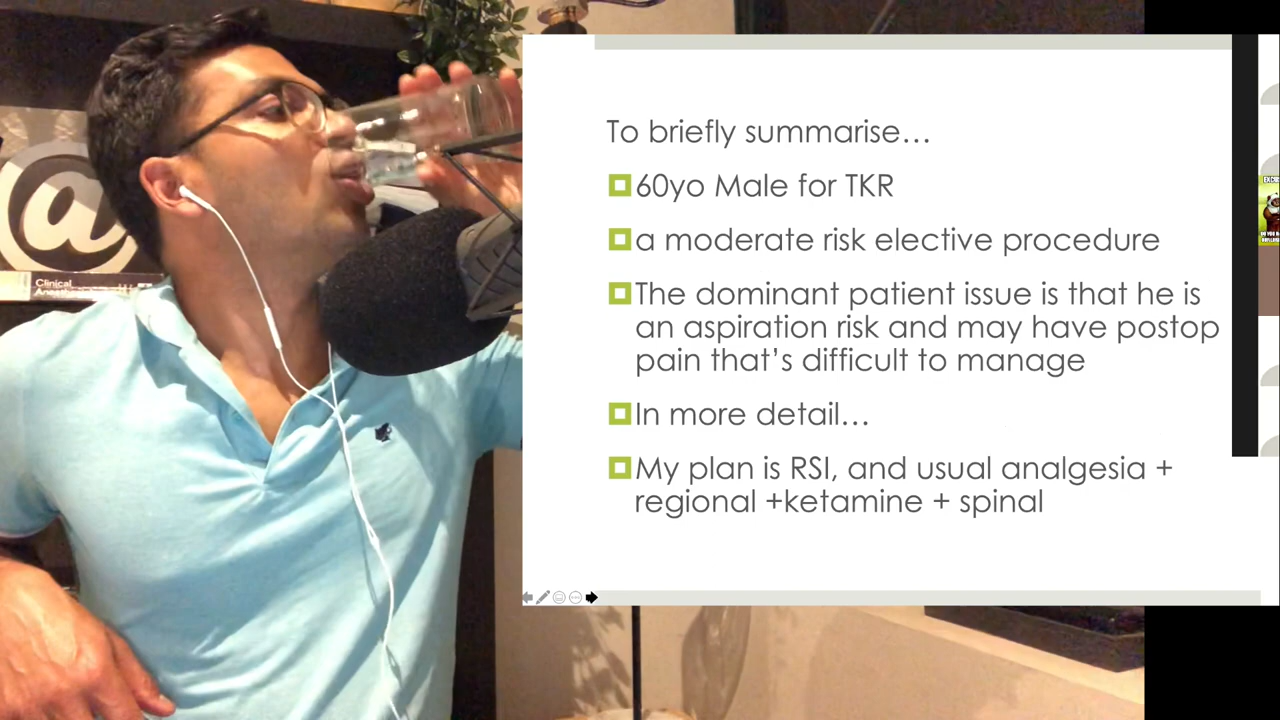 @
Clinical
To briefly summarise…
60yo Male for TKR
a moderate risk elective procedure
The dominant patient issue is that he is
an aspiration risk and may have postop
pain that's difficult to manage
In more detail…
My plan is RSI, and usual analgesia +
regional +ketamine + spinal